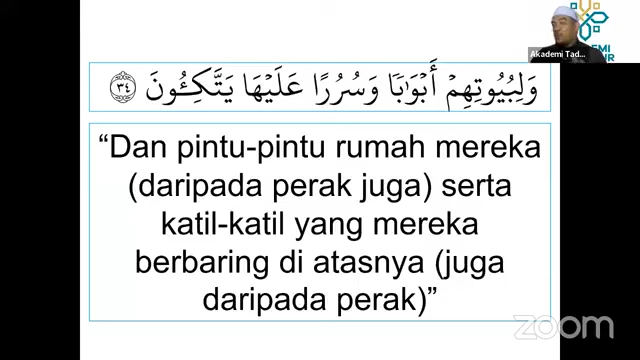 Akademi Tad...
وَلِبُيُوتِهِمْ أَبْوَٰبًا وَسُرُرًا عَلَيْهَا يَتَّكِـُٔونَ ٣٤
“Dan pintu-pintu rumah mereka
(daripada perak juga) serta
katil-katil yang mereka
berbaring di atasnya (juga
daripada perak)”
zoom